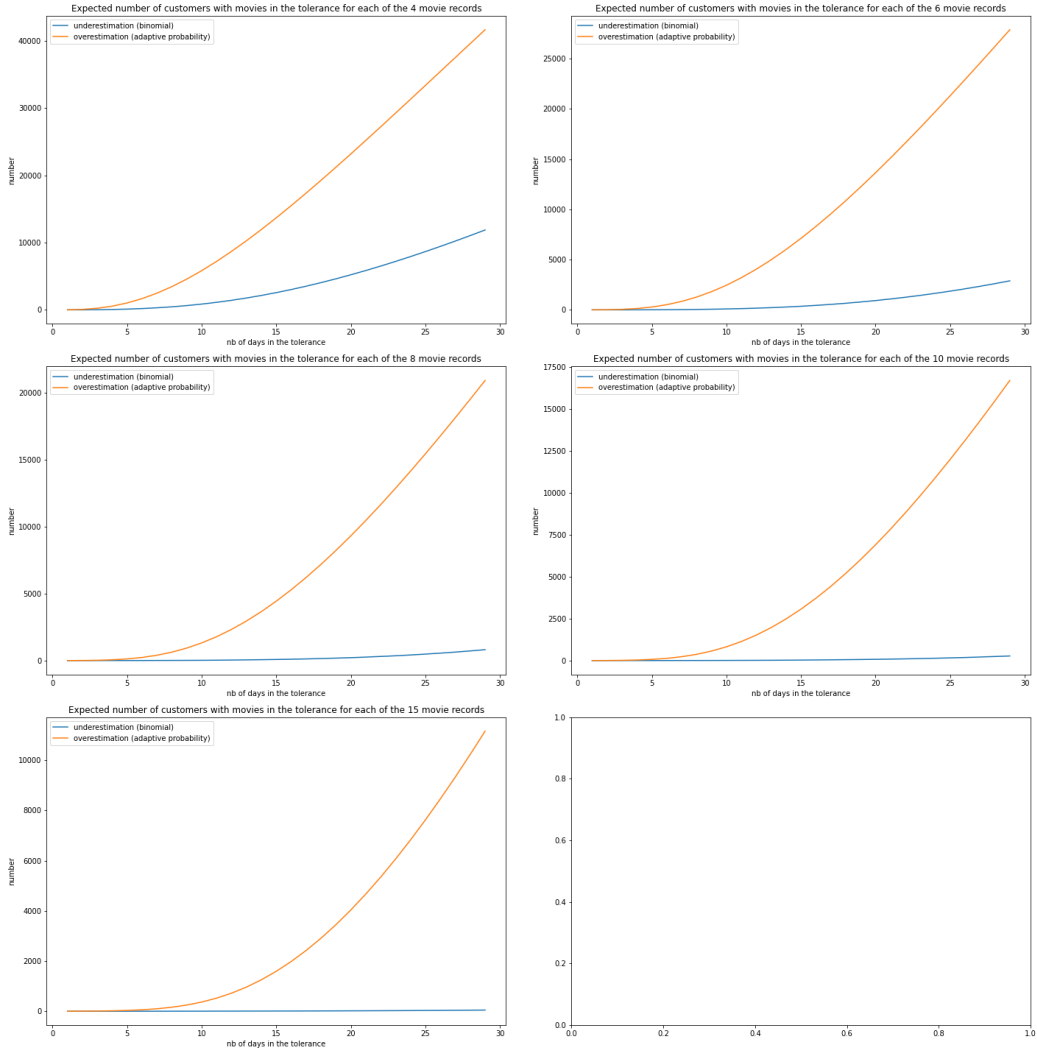 Expected number of customers with movies in the tolerance for each of the 4 movie records
underestimation (binomial)
overestimation (adaptive probability)
40000
30000
20000
10000
0
number
0 5 10 15 20 25 30
nb of days in the tolerance
Expected number of customers with movies in the tolerance for each of the 6 movie records
underestimation (binomial)
overestimation (adaptive probability)
25000
20000
15000
10000
5000
0
number
0 5 10 15 20 25 30
nb of days in the tolerance
Expected number of customers with movies in the tolerance for each of the 8 movie records
underestimation (binomial)
overestimation (adaptive probability)
20000
15000
10000
5000
0
number
0 5 10 15 20 25 30
nb of days in the tolerance
Expected number of customers with movies in the tolerance for each of the 10 movie records
underestimation (binomial)
overestimation (adaptive probability)
17500
15000
12500
10000
7500
5000
2500
0
number
0 5 10 15 20 25 30
nb of days in the tolerance
Expected number of customers with movies in the tolerance for each of the 15 movie records
underestimation (binomial)
overestimation (adaptive probability)
10000
8000
6000
4000
2000
0
number
0 5 10 15 20 25 30
nb of days in the tolerance
1.0
0.8
0.6
0.4
0.2
0.0
0.0 0.2 0.4 0.6 0.8 1.0